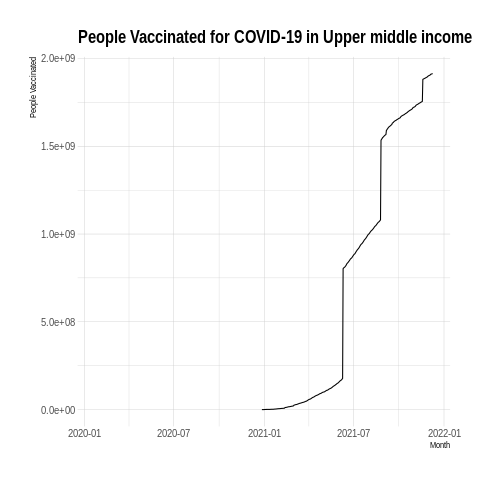 People Vaccinated for COVID-19 in Upper middle income
People Vaccinated
2.0e+09
1.5e+09
1.0e+09
5.0e+08
0.0e+00
2020-01 2020-07 2021-01 2021-07 2022-01
Month